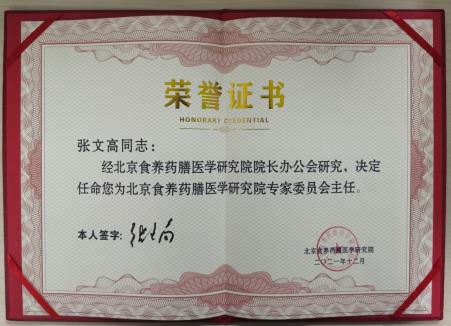 荣誉证书
HONORARY CREDENTIAL
张文高同志：
经北京食养药膳医学研究院院长办公会研究，决定
任命您为北京食养药膳医学研究院专家委员会主任。
本人签字：
北京食养药膳医学研究院
二〇二一年十二月